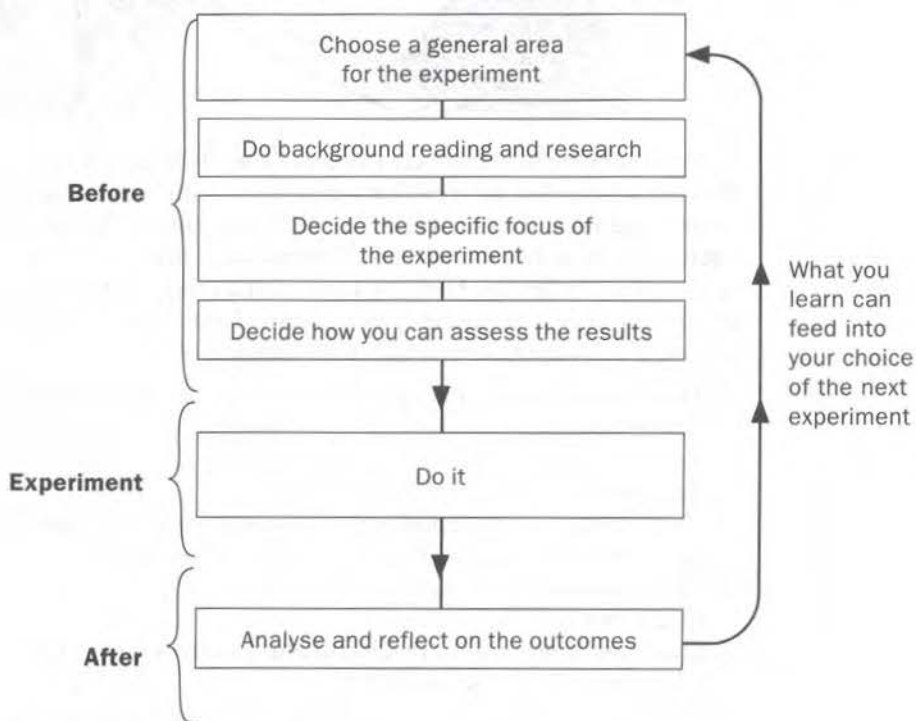 Choose a general area
for the experiment
Do background reading and research
Before
Decide the specific focus of
the experiment
Decide how you can assess the results
What you
learn can
feed into
your choice
of the next
experiment
Experiment
Do it
After
Analyse and reflect on the outcomes